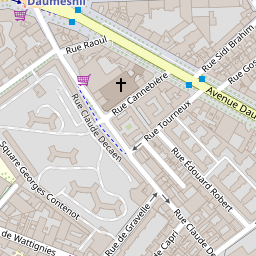 Daumesnil
Rue Raoul
Rue Sidi Brahim
Rue Cannebière
Rue Gos
Avenue Dau
Rue Claude Decaen
Rue Tourneux
Square Georges Contenot
Rue Édouard Robert
de Wattignies
Rue de Gravelle
de Capri
Rue Claude De